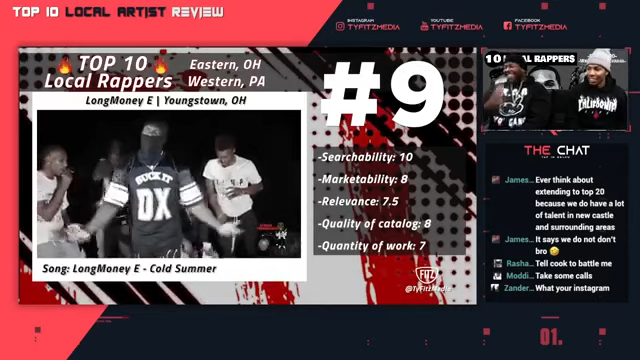 TOP 10 LOCAL ARTIST REVIEW
INSTAGRAM
TYFITZMEDIA
YOUTUBE
TYFITZMEDIA
FACEBOOK
TYFITZMEDIA
🔥 TOP 10 🔥
Local Rappers
Eastern, OH
Western, PA
LongMoney E | Youngstown, OH
SUCK IT
DX
Song: LongMoney E - Cold Summer
#9
-Searchability: 10
-Marketability: 8
-Relevance: 7.5
-Quality of catalog: 8
-Quantity of work: 7
@TyFitzMedia
THE CHAT
James... Ever think about
extending to top 20
because we do have a lot
of talent in new castle
and surrounding areas
James... It says we do not don't
bro 🤣
Rasha... Tell cook to battle me
Moddi... Take some calls
Zander... What your instagram
01.